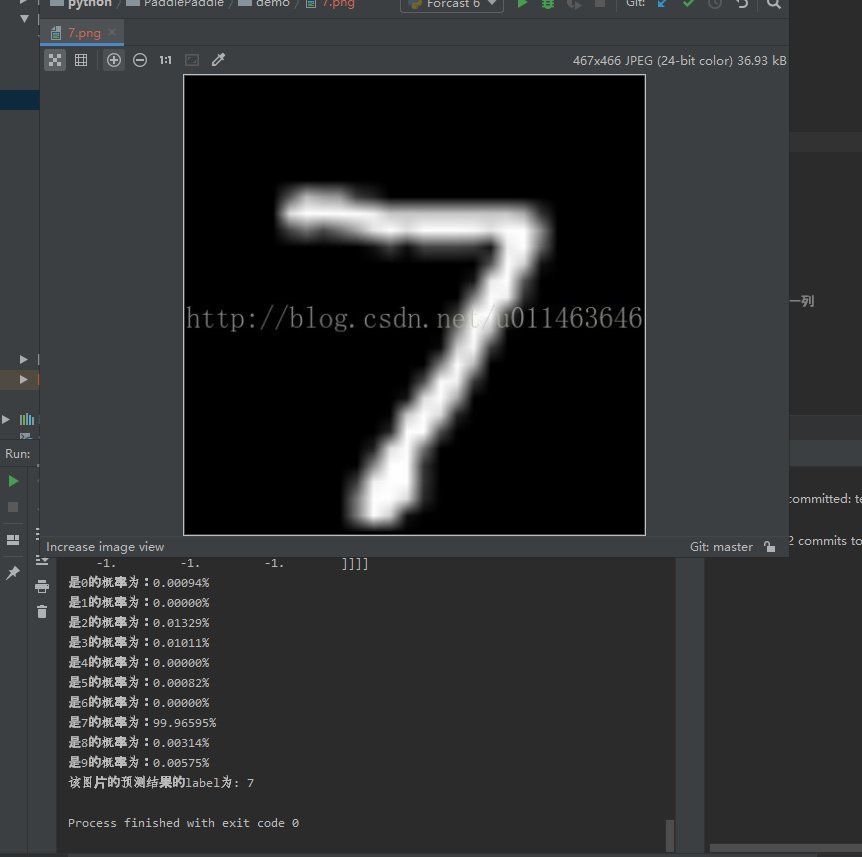 python PaddlePaddle demo 7.png Forcast 6 Git:
7.png
1:1 467x466 JPEG (24-bit color) 36.93 kB
7
一列
http://blog.csdn.net/u011463646
Run:
committed: te
2 commits to
Increase image view Git: master
-1. -1. -1. ]]]]
是0的概率为:0.00094%
是1的概率为:0.00000%
是2的概率为:0.01329%
是3的概率为:0.01011%
是4的概率为:0.00000%
是5的概率为:0.00082%
是6的概率为:0.00000%
是7的概率为:99.96595%
是8的概率为:0.00314%
是9的概率为:0.00575%
该图片的预测结果的label为: 7
Process finished with exit code 0